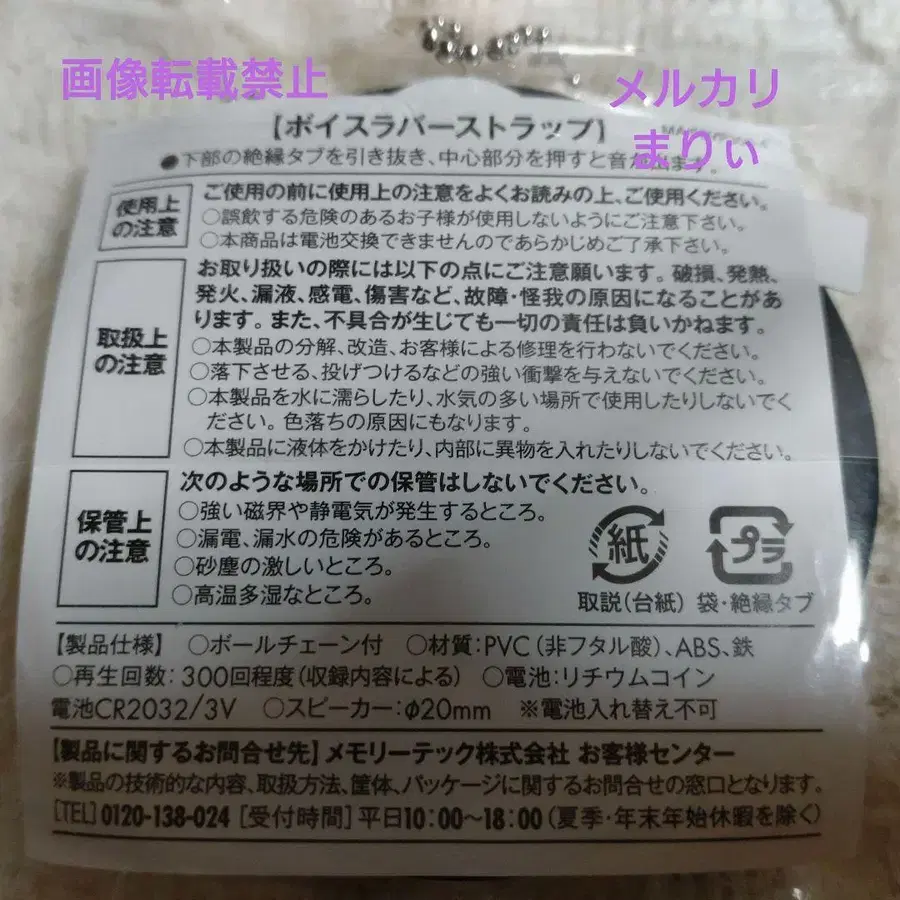 画像転載禁止
メルカリ
まりぃ
【ボイスラバーストラップ】
●下部の絶縁タブを引き抜き、中心部分を押すと音が出ます。
使用上
の注意
ご使用の前に使用上の注意をよくお読みの上、ご使用ください。
○誤飲する危険のあるお子様が使用しないようにご注意下さい。
○本商品は電池交換できませんのであらかじめご了承下さい。
取扱上
の注意
お取り扱いの際には以下の点にご注意願います。破損、発熱、
発火、漏液、感電、傷害など、故障・怪我の原因になることがあ
ります。また、不具合が生じても一切の責任は負いかねます。
○本製品の分解、改造、お客様による修理を行わないでください。
○落下させる、投げつけるなどの強い衝撃を与えないでください。
○本製品を水に濡らしたり、水気の多い場所で使用したりしないでく
ださい。色落ちの原因にもなります。
○本製品に液体をかけたり、内部に異物を入れたりしないでください。
保管上
の注意
次のような場所での保管はしないでください。
○強い磁界や静電気が発生するところ。
○漏電、漏水の危険があるところ。
○砂塵の激しいところ。
○高温多湿なところ。
紙
プラ
取説(台紙) 袋・絶縁タブ
【製品仕様】 ○ボールチェーン付 ○材質:PVC(非フタル酸)、ABS、鉄
○再生回数:300回程度(収録内容による) ○電池:リチウムコイン
電池CR2032/3V ○スピーカー:φ20mm ※電池入れ替え不可
【製品に関するお問合せ先】メモリーテック株式会社 お客様センター
※製品の技術的な内容、取扱方法、筐体、パッケージに関するお問合せの窓口となります。
[TEL]0120-138-024 [受付時間]平日10:00〜18:00(夏季・年末年始休暇を除く)